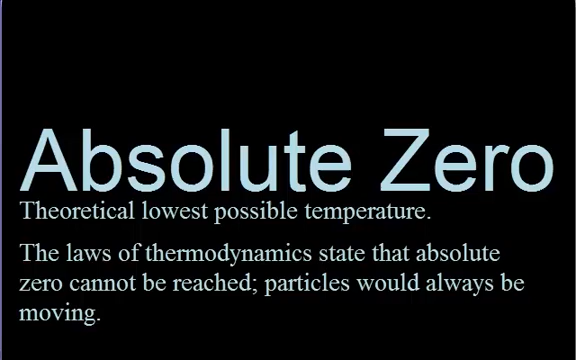 Absolute Zero
Theoretical lowest possible temperature.
The laws of thermodynamics state that absolute
zero cannot be reached; particles would always be
moving.